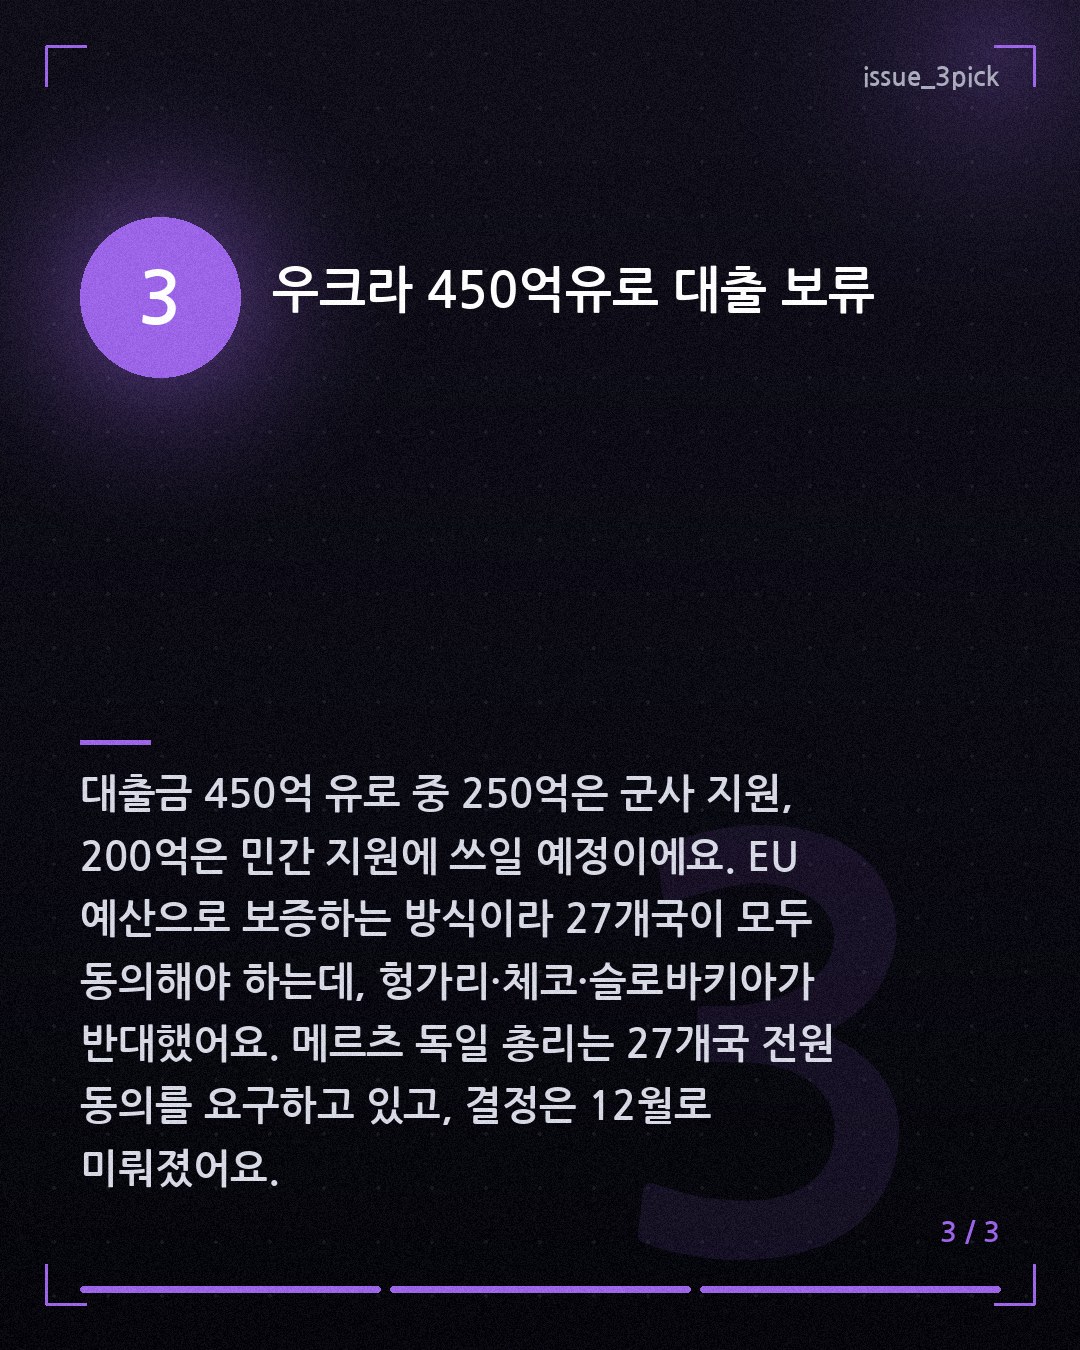 issue_3pick
3
우크라 450억유로 대출 보류
대출금 450억 유로 중 250억은 군사 지원,
200억은 민간 지원에 쓰일 예정이에요. EU
예산으로 보증하는 방식이라 27개국이 모두
동의해야 하는데, 헝가리·체코·슬로바키아가
반대했어요. 메르츠 독일 총리는 27개국 전원
동의를 요구하고 있고, 결정은 12월로
미뤄졌어요.
3
3 / 3